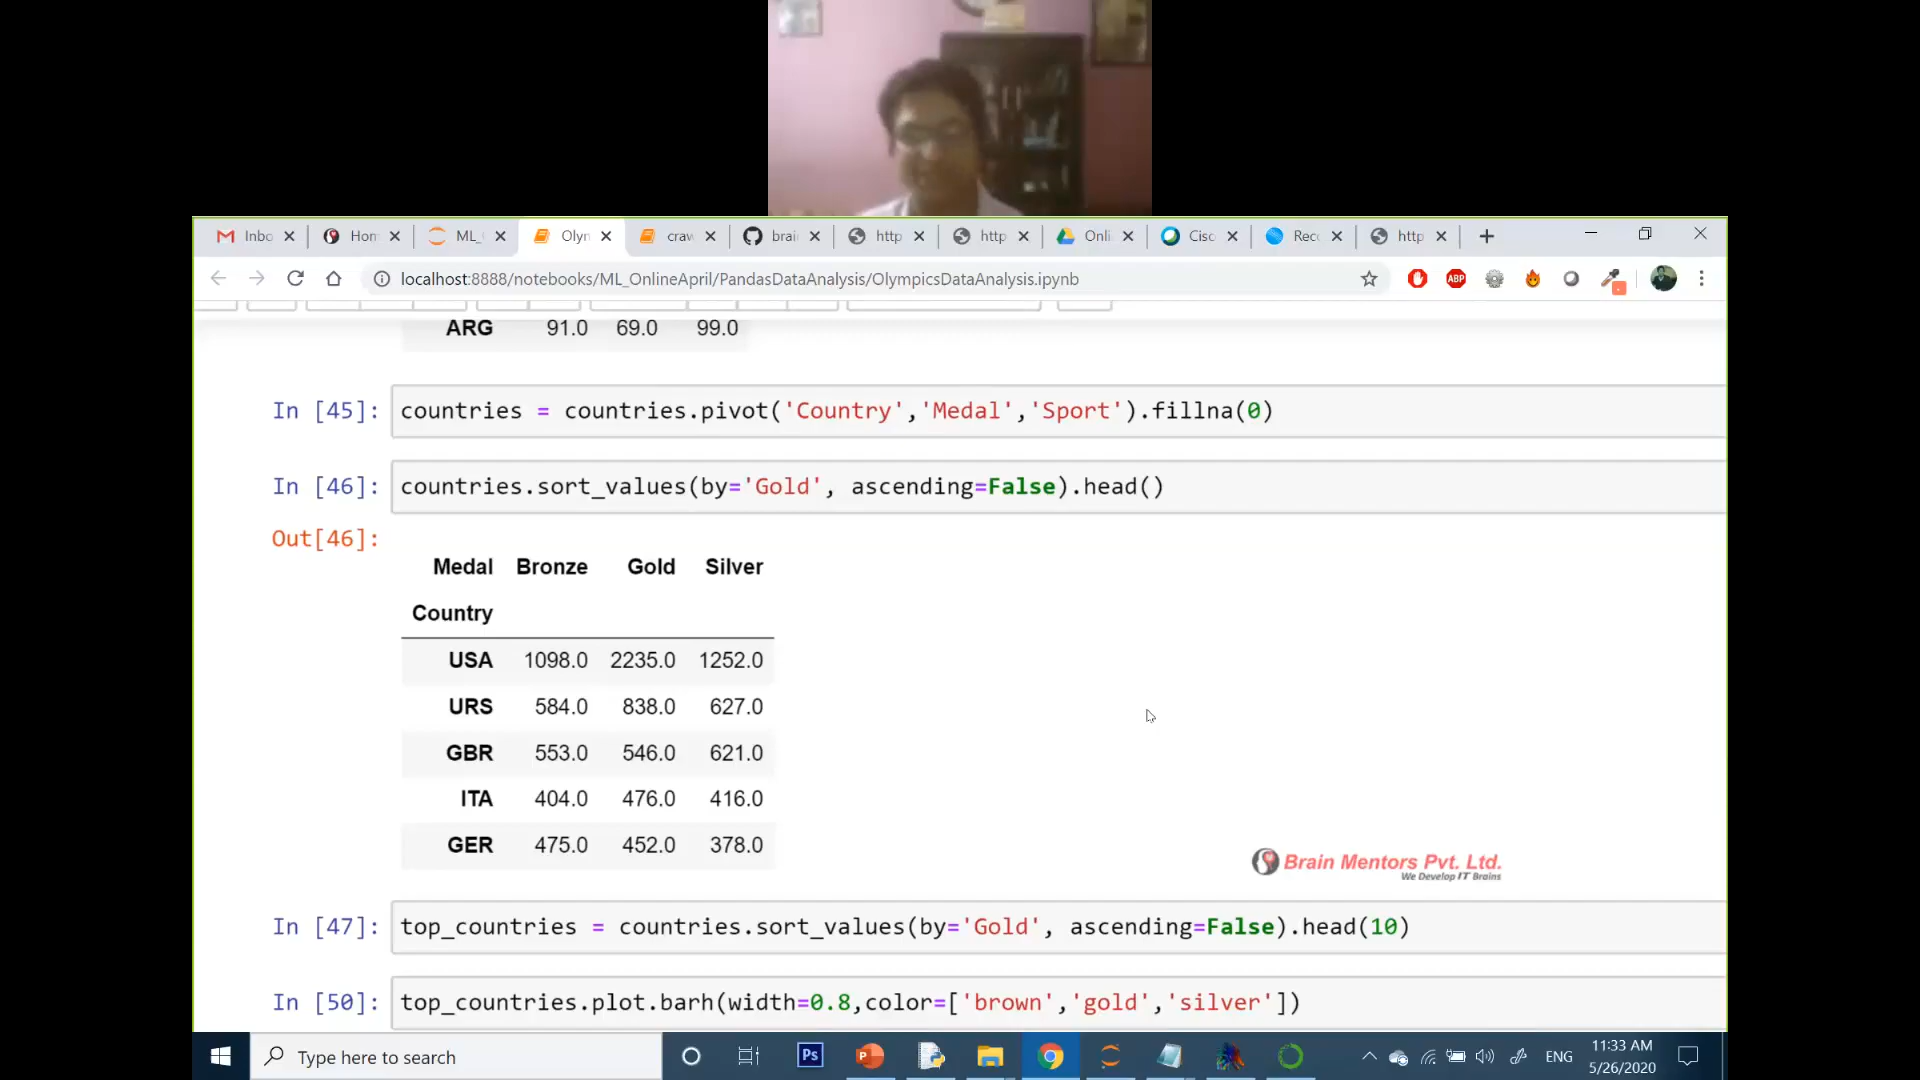 Inbo
Hom
ML_
Olyn
craw
brai
http
http
Onli
Cisc
Reco
http
localhost:8888/notebooks/ML_OnlineApril/PandasDataAnalysis/OlympicsDataAnalysis.ipynb
ABP
ARG 91.0 69.0 99.0
In [45]: countries = countries.pivot('Country','Medal','Sport').fillna(0)
In [46]: countries.sort_values(by='Gold', ascending=False).head()
Out[46]:
Medal Bronze Gold Silver
Country
USA 1098.0 2235.0 1252.0
URS 584.0 838.0 627.0
GBR 553.0 546.0 621.0
ITA 404.0 476.0 416.0
GER 475.0 452.0 378.0
Brain Mentors Pvt. Ltd.
We Develop IT Brains
In [47]: top_countries = countries.sort_values(by='Gold', ascending=False).head(10)
In [50]: top_countries.plot.barh(width=0.8,color=['brown','gold','silver'])
Type here to search
Ps
ENG
11:33 AM
5/26/2020